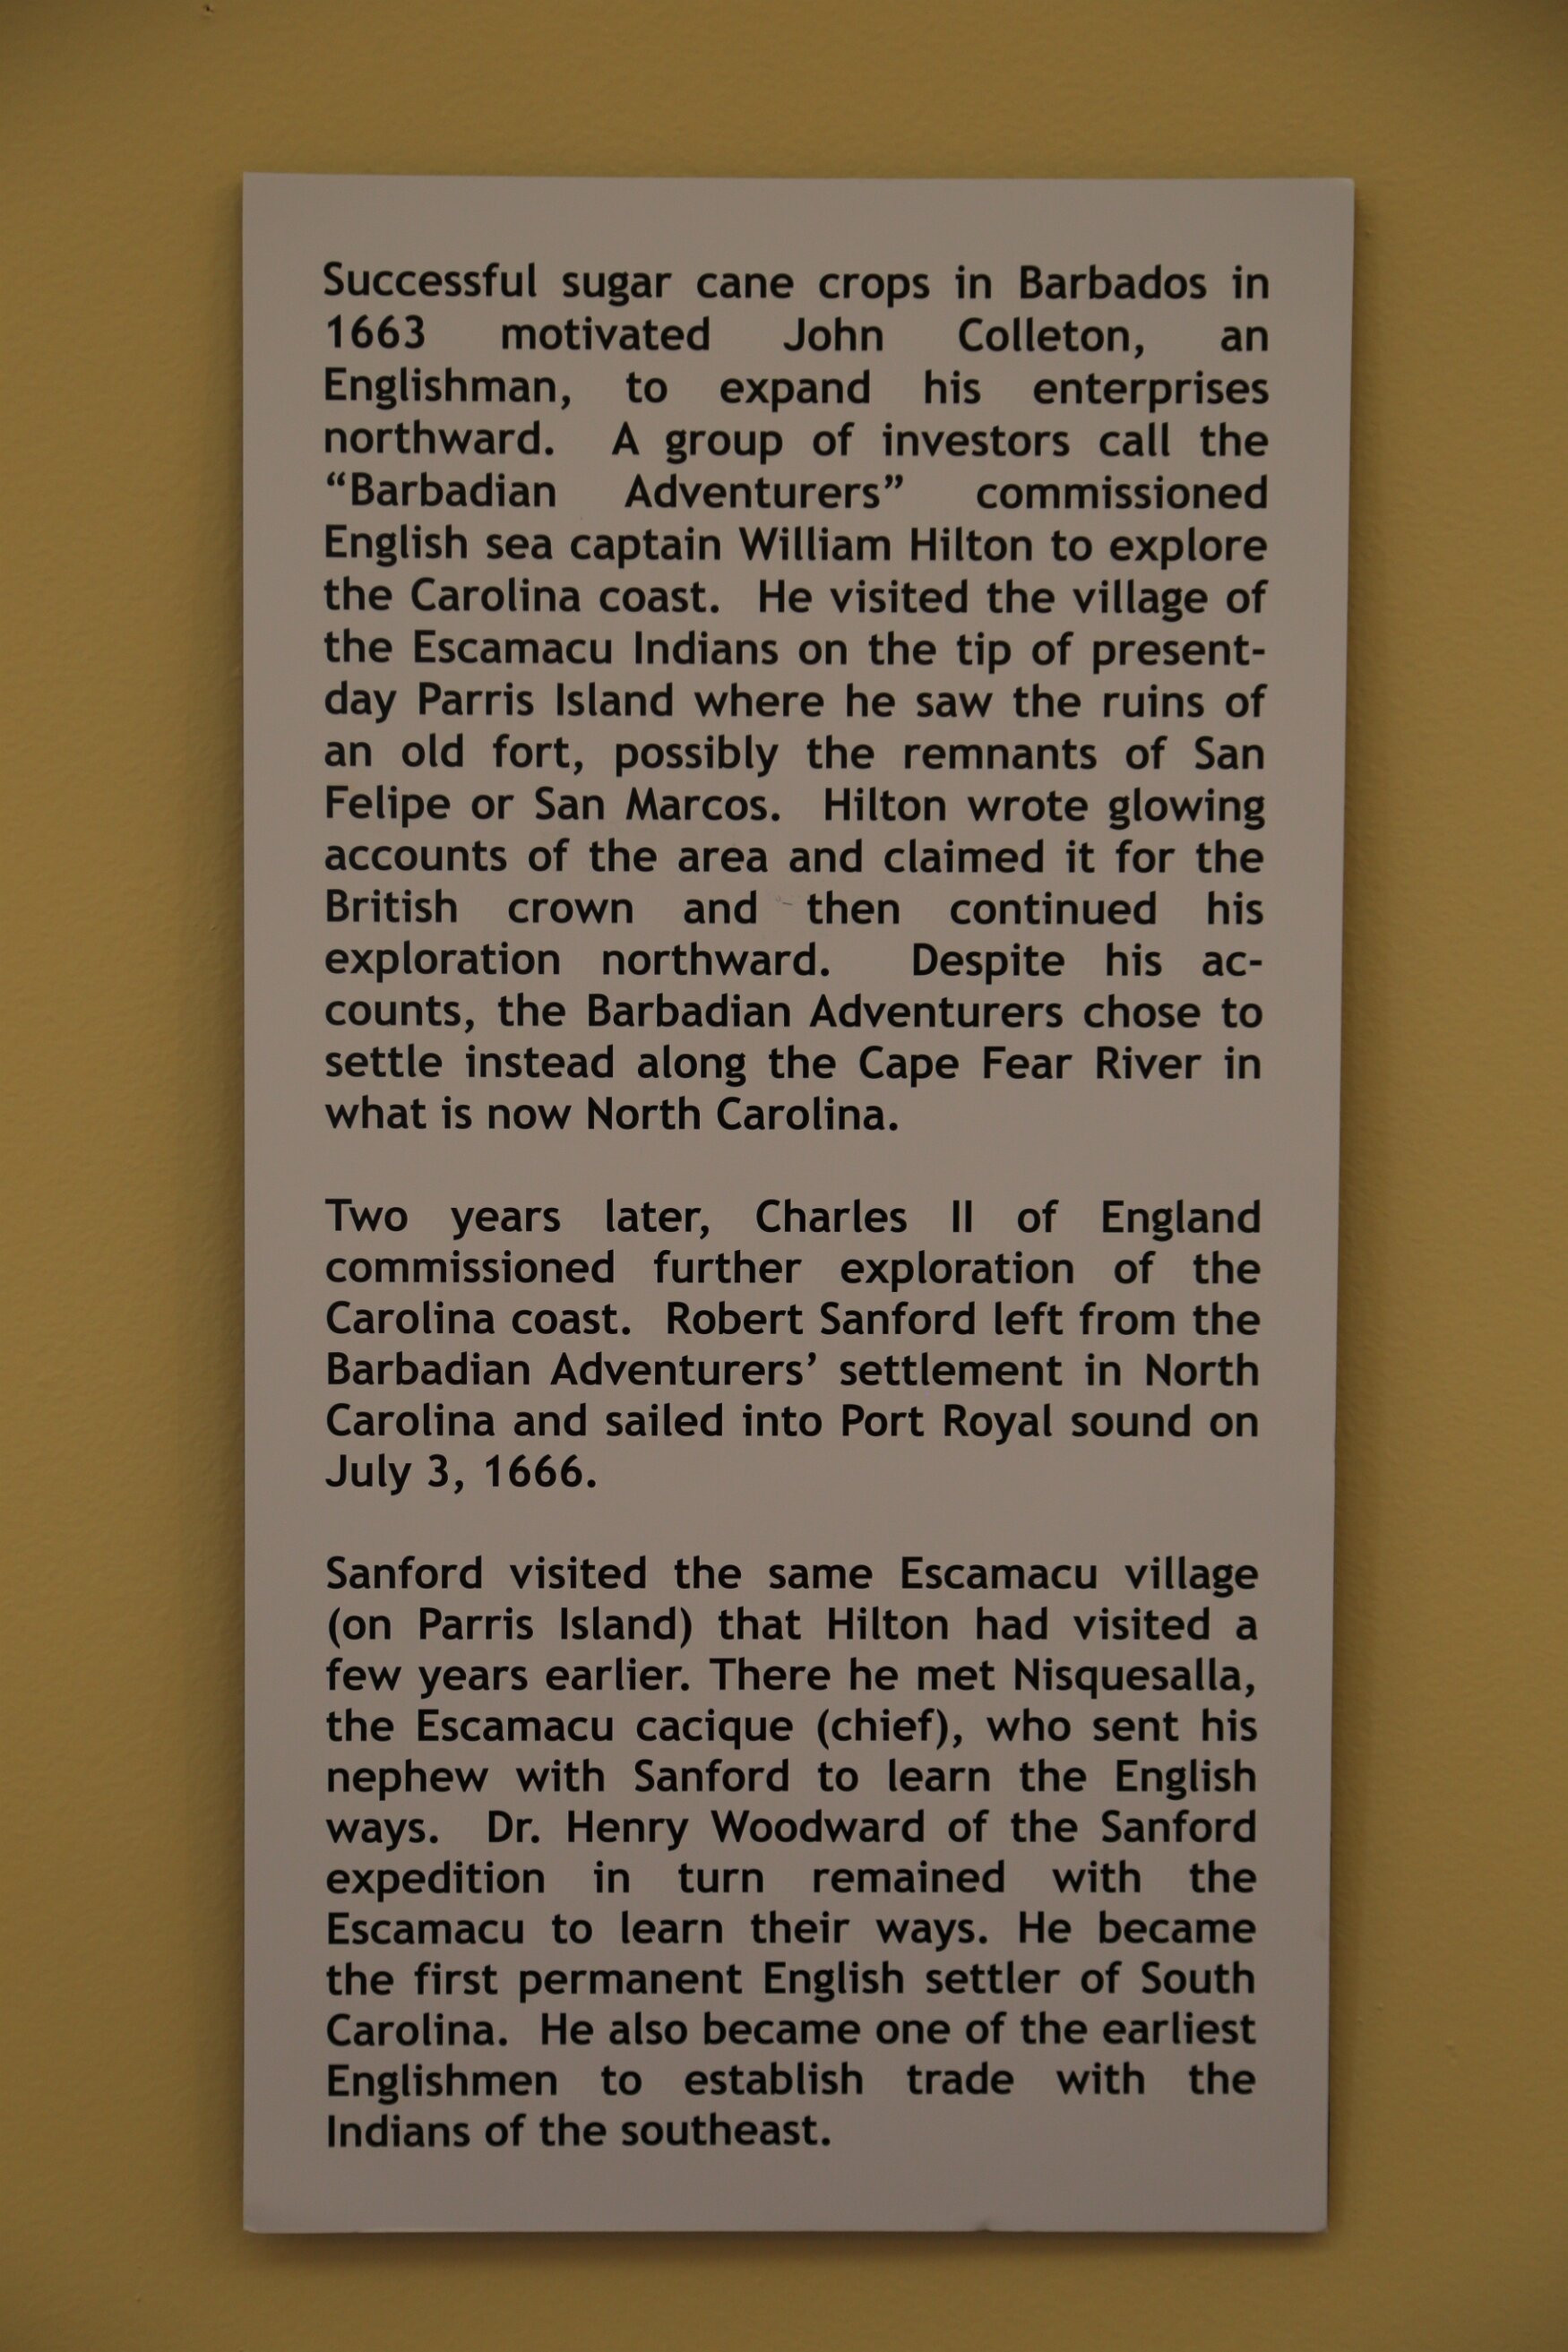 Successful sugar cane crops in Barbados in
1663 motivated John Colleton, an
Englishman, to expand his enterprises
northward. A group of investors call the
“Barbadian Adventurers” commissioned
English sea captain William Hilton to explore
the Carolina coast. He visited the village of
the Escamacu Indians on the tip of present-
day Parris Island where he saw the ruins of
an old fort, possibly the remnants of San
Felipe or San Marcos. Hilton wrote glowing
accounts of the area and claimed it for the
British crown and then continued his
exploration northward. Despite his ac-
counts, the Barbadian Adventurers chose to
settle instead along the Cape Fear River in
what is now North Carolina.
Two years later, Charles II of England
commissioned further exploration of the
Carolina coast. Robert Sanford left from the
Barbadian Adventurers’ settlement in North
Carolina and sailed into Port Royal sound on
July 3, 1666.
Sanford visited the same Escamacu village
(on Parris Island) that Hilton had visited a
few years earlier. There he met Nisquesalla,
the Escamacu cacique (chief), who sent his
nephew with Sanford to learn the English
ways. Dr. Henry Woodward of the Sanford
expedition in turn remained with the
Escamacu to learn their ways. He became
the first permanent English settler of South
Carolina. He also became one of the earliest
Englishmen to establish trade with the
Indians of the southeast.